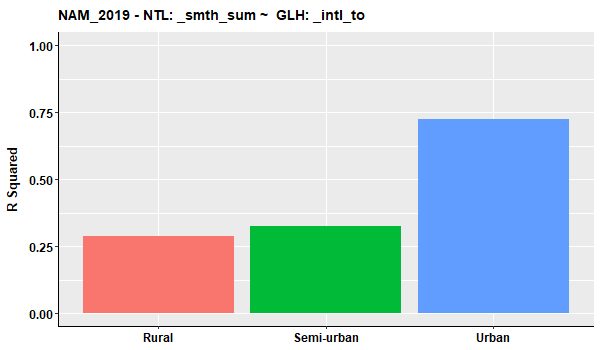 NAM_2019 - NTL: _smth_sum ~  GLH: _intl_to
1.00
0.75
0.50
0.25
0.00
R Squared
Rural
Semi-urban
Urban